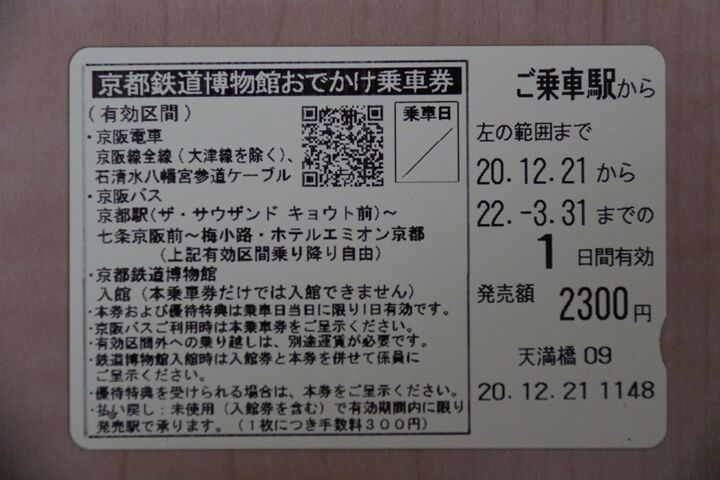 京都鉄道博物館おでかけ乗車券
(有効区間)
・京阪電車
京阪線全線(大津線を除く)、
石清水八幡宮参道ケーブル
・京阪バス
京都駅(ザ・サウザンド キョウト前)~
七条京阪前~梅小路・ホテルエミオン京都
(上記有効区間乗り降り自由)
・京都鉄道博物館
入館(本乗車券だけでは入館できません)
・本券および優待特典は乗車日当日に限り1日有効です。
・京阪バスご利用時は本乗車券をご呈示ください。
・有効区間外への乗り越しは、別途運賃が必要です。
・鉄道博物館入館時は入館券と本券を併せて係員に
ご呈示ください。
・優待特典を受けられる場合は、本券をご呈示ください。
・払い戻し:未使用(入館券を含む)で有効期間内に限り
発売駅で承ります。(1枚につき手数料300円)
乗車日
ご乗車駅から
左の範囲まで
20.12.21から
22.-3.31までの
1日間有効
発売額 2300円
天満橋 09
20.12.21 1148